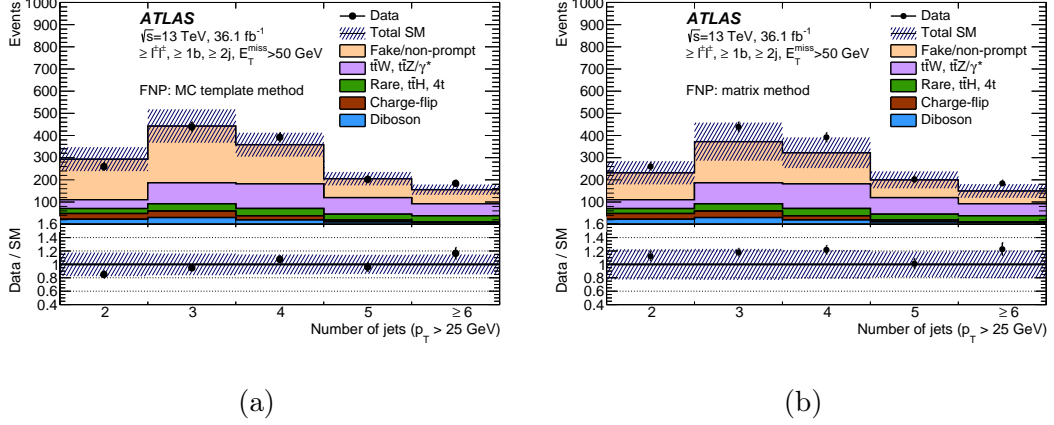 Events
1000
900
800
700
600
500
400
300
200
100
ATLAS
√s=13 TeV, 36.1 fb⁻¹
≥ l±l±, ≥ 1b, ≥ 2j, E_T^miss>50 GeV
FNP: MC template method
Data
Total SM
Fake/non-prompt
tt̄W, tt̄Z/γ*
Rare, tt̄H, 4t
Charge-flip
Diboson
Data / SM
1.6
1.4
1.2
1
0.8
0.6
0.4
2 3 4 5 ≥ 6
Number of jets (p_T > 25 GeV)
(a)
Events
1000
900
800
700
600
500
400
300
200
100
ATLAS
√s=13 TeV, 36.1 fb⁻¹
≥ l±l±, ≥ 1b, ≥ 2j, E_T^miss>50 GeV
FNP: matrix method
Data
Total SM
Fake/non-prompt
tt̄W, tt̄Z/γ*
Rare, tt̄H, 4t
Charge-flip
Diboson
Data / SM
1.6
1.4
1.2
1
0.8
0.6
0.4
2 3 4 5 ≥ 6
Number of jets (p_T > 25 GeV)
(b)